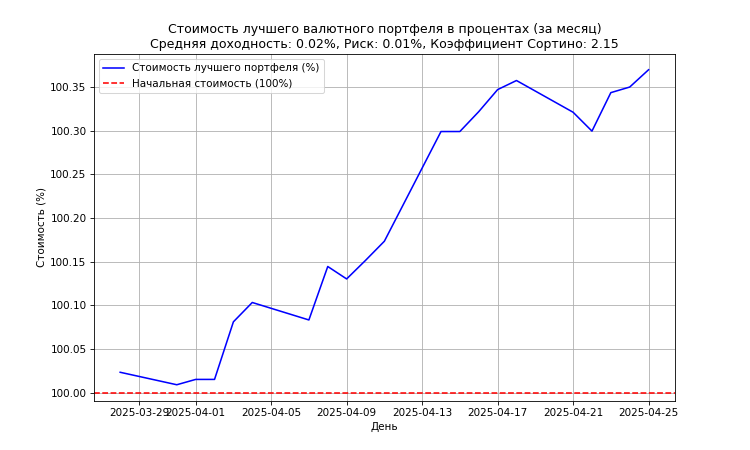 Стоимость лучшего валютного портфеля в процентах (за месяц)
Средняя доходность: 0.02%, Риск: 0.01%, Коэффициент Сортино: 2.15
Стоимость лучшего портфеля (%)
Начальная стоимость (100%)
Стоимость (%)
100.35
100.30
100.25
100.20
100.15
100.10
100.05
100.00
2025-03-29 2025-04-01 2025-04-05 2025-04-09 2025-04-13 2025-04-17 2025-04-21 2025-04-25
День